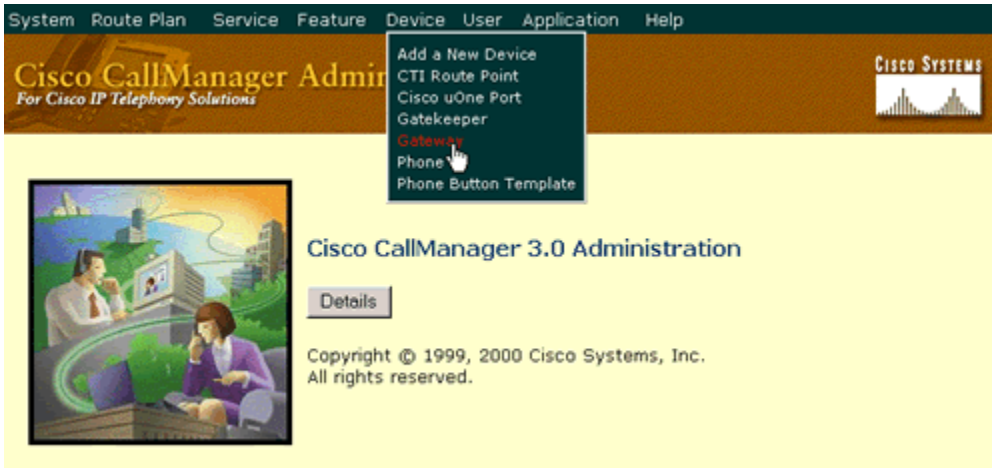 System Route Plan Service Feature Device User Application Help
Cisco CallManager Admin
For Cisco IP Telephony Solutions
Add a New Device
CTI Route Point
Cisco uOne Port
Gatekeeper
Gateway
Phone
Phone Button Template
CISCO SYSTEMS
Cisco CallManager 3.0 Administration
Details
Copyright © 1999, 2000 Cisco Systems, Inc.
All rights reserved.